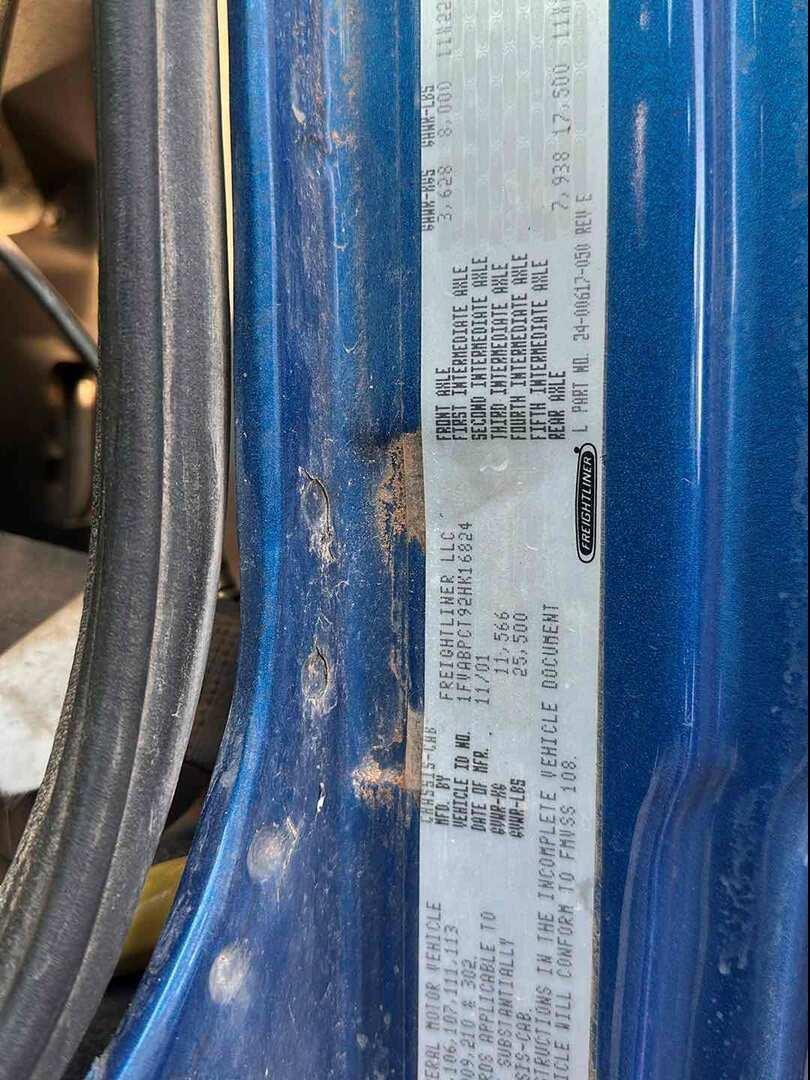 ERAL MOTOR VEHICLE
106,107,111,113
209,210 & 302.
RDS APPLICABLE TO
SUBSTANTIALLY
SIS-CAB.
TRUCTIONS IN THE INCOMPLETE VEHICLE DOCUMENT
ICLE WILL CONFORM TO FMVSS 108.
CHASSIS-CAB
MFD. BY FREIGHTLINER LLC
VEHICLE ID NO. 1FVABPCT92HK16824
DATE OF MFR. 11/01
GVWR-KG 11,566
GVWR-LBS 25,500
FREIGHTLINER
GAWR-KGS GAWR-LBS
FRONT AXLE 3,628 8,000 11R22
FIRST INTERMEDIATE AXLE
SECOND INTERMEDIATE AXLE
THIRD INTERMEDIATE AXLE
FOURTH INTERMEDIATE AXLE
FIFTH INTERMEDIATE AXLE
REAR AXLE 7,938 17,500 11R
L PART NO. 24-00617-050 REV E